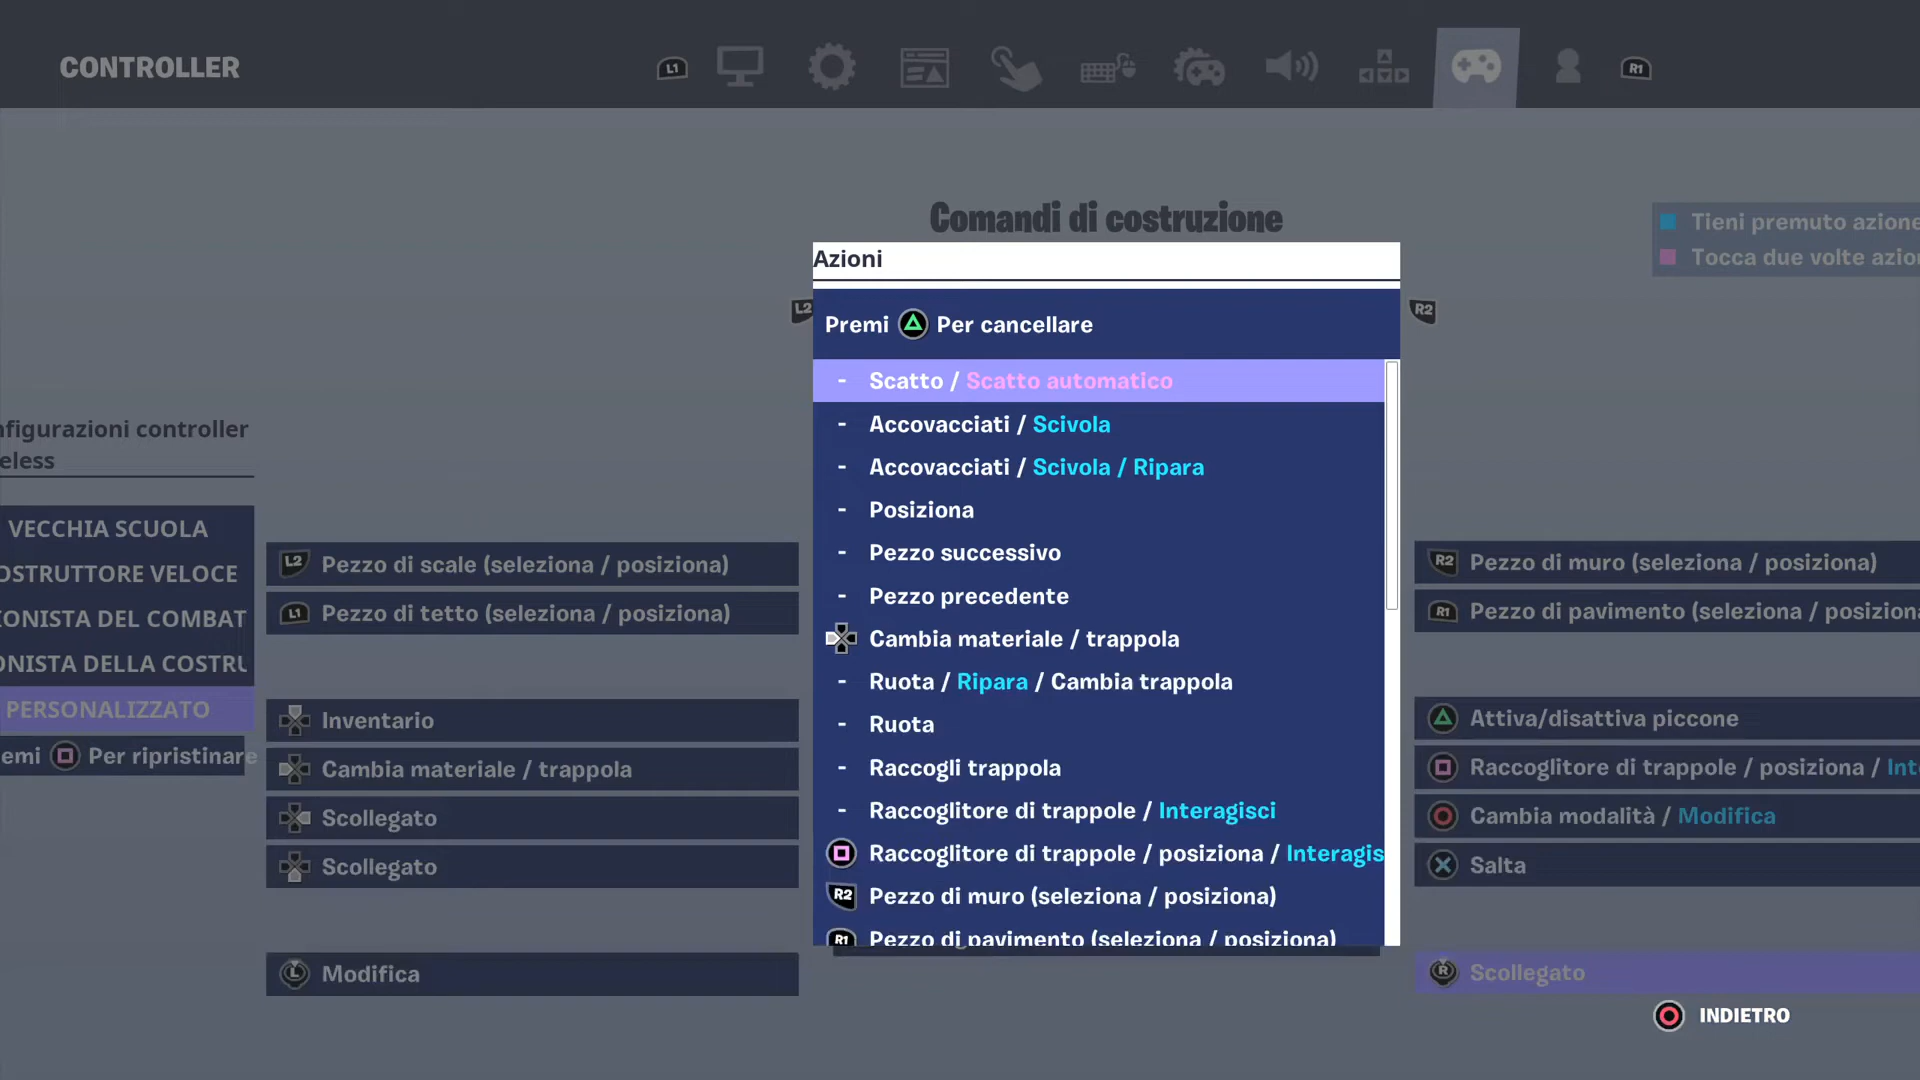 CONTROLLER
L1
R1
Comandi di costruzione
Tieni premuto azione
Tocca due volte azion
Azioni
L2
R2
Premi Per cancellare
- Scatto / Scatto automatico
- Accovacciati / Scivola
- Accovacciati / Scivola / Ripara
- Posiziona
- Pezzo successivo
- Pezzo precedente
Cambia materiale / trappola
- Ruota / Ripara / Cambia trappola
- Ruota
- Raccogli trappola
- Raccoglitore di trappole / Interagisci
Raccoglitore di trappole / posiziona / Interagis
R2 Pezzo di muro (seleziona / posiziona)
R1 Pezzo di pavimento (seleziona / posiziona)
nfigurazioni controller
eless
VECCHIA SCUOLA
OSTRUTTORE VELOCE
IONISTA DEL COMBAT
ONISTA DELLA COSTRU
PERSONALIZZATO
emi Per ripristinare
L2 Pezzo di scale (seleziona / posiziona)
L1 Pezzo di tetto (seleziona / posiziona)
Inventario
Cambia materiale / trappola
Scollegato
Scollegato
L Modifica
R2 Pezzo di muro (seleziona / posiziona)
R1 Pezzo di pavimento (seleziona / posiziona
Attiva/disattiva piccone
Raccoglitore di trappole / posiziona / Int
Cambia modalità / Modifica
Salta
R Scollegato
INDIETRO